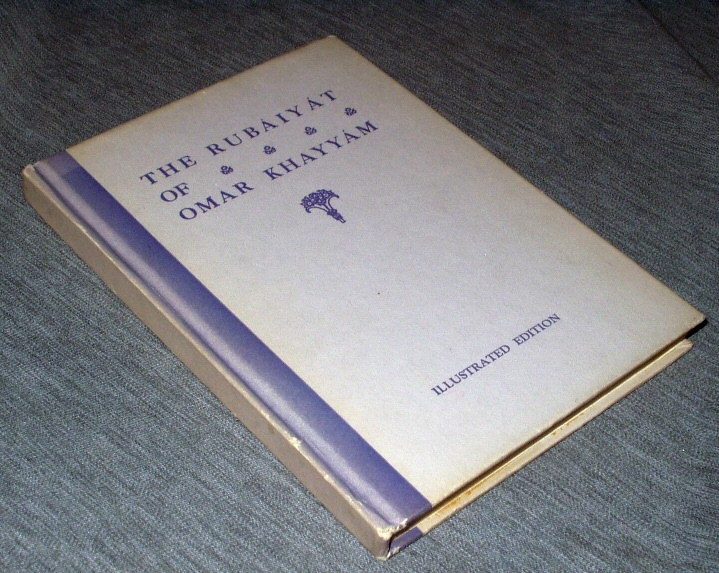 THE RUBÁIYÁT
OF
OMAR KHAYYÁM
ILLUSTRATED EDITION